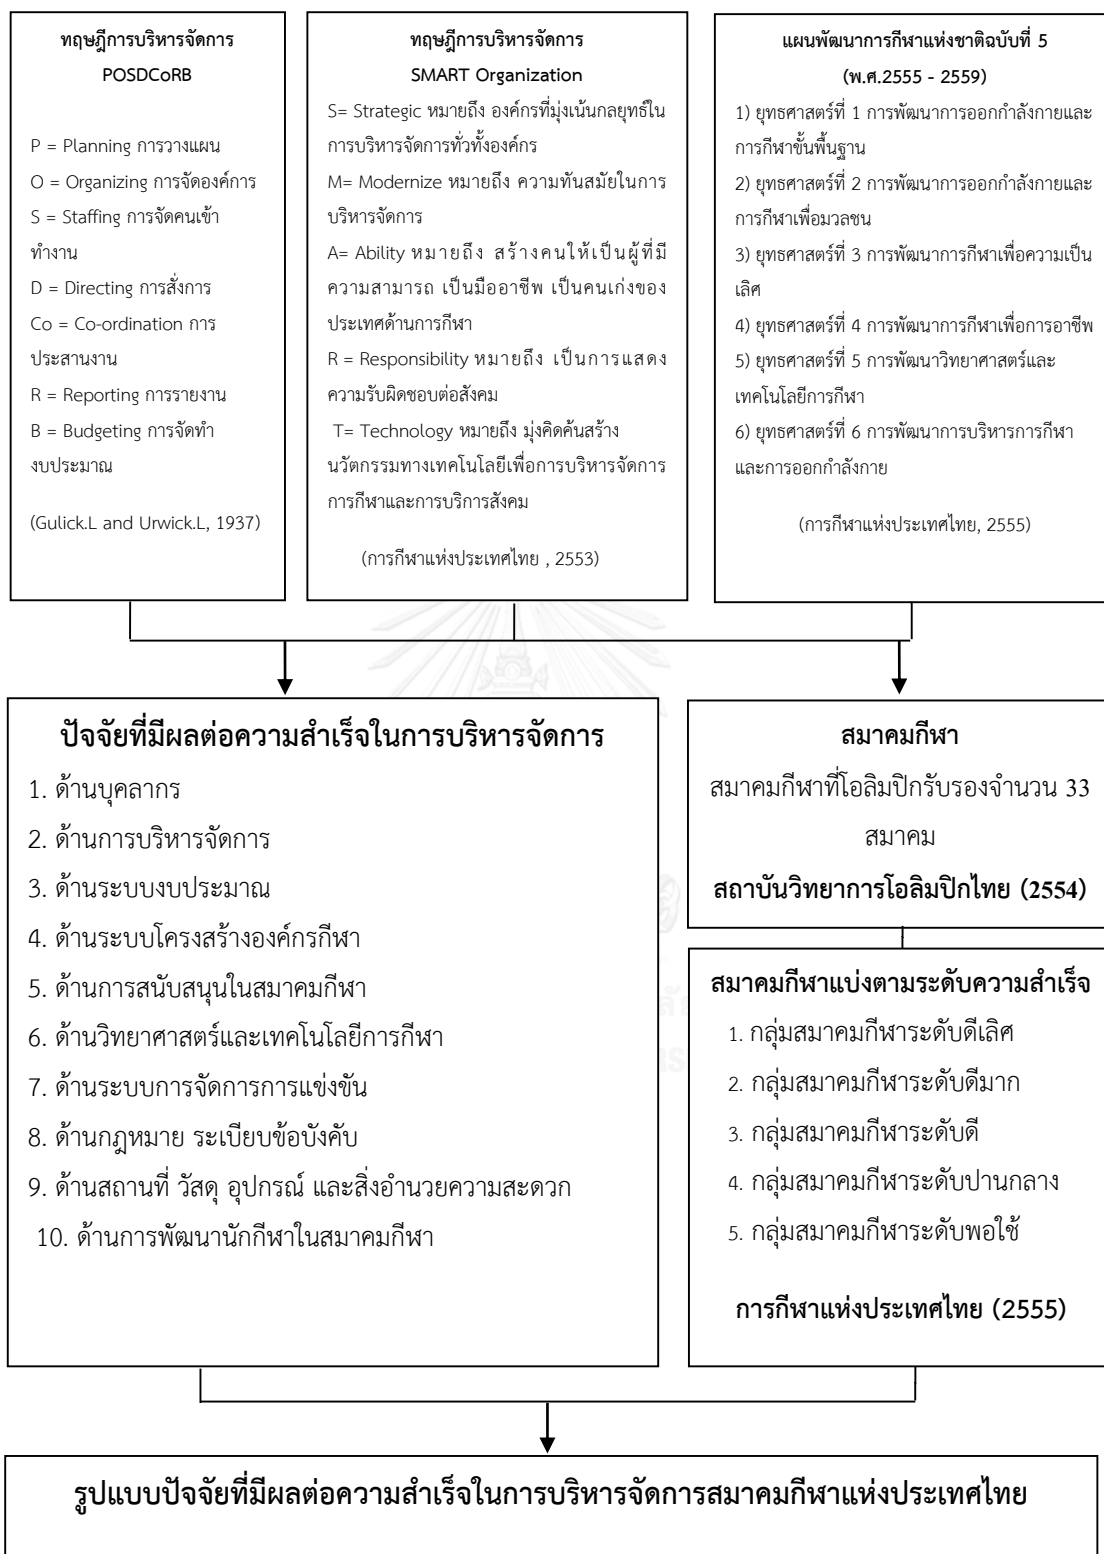 ทฤษฎีการบริหารจัดการ
POSDCoRB
P = Planning การวางแผน
O = Organizing การจัดองค์การ
S = Staffing การจัดคนเข้า
ทำงาน
D = Directing การสั่งการ
Co = Co-ordination การ
ประสานงาน
R = Reporting การรายงาน
B = Budgeting การจัดทำ
งบประมาณ
(Gulick.L and Urwick.L, 1937)
ทฤษฎีการบริหารจัดการ
SMART Organization
S= Strategic หมายถึง องค์กรที่มุ่งเน้นกลยุทธ์ใน
การบริหารจัดการทั่วทั้งองค์กร
M= Modernize หมายถึง ความทันสมัยในการ
บริหารจัดการ
A= Ability หมายถึง สร้างคนให้เป็นผู้ที่มี
ความสามารถ เป็นมืออาชีพ เป็นคนเก่งของ
ประเทศด้านการกีฬา
R = Responsibility หมายถึง เป็นการแสดง
ความรับผิดชอบต่อสังคม
T= Technology หมายถึง มุ่งคิดค้นสร้าง
นวัตกรรมทางเทคโนโลยีเพื่อการบริหารจัดการ
การกีฬาและการบริการสังคม
(การกีฬาแห่งประเทศไทย , 2553)
แผนพัฒนาการกีฬาแห่งชาติฉบับที่ 5
(พ.ศ.2555 - 2559)
1) ยุทธศาสตร์ที่ 1 การพัฒนาการออกกำลังกายและ
การกีฬาขั้นพื้นฐาน
2) ยุทธศาสตร์ที่ 2 การพัฒนาการออกกำลังกายและ
การกีฬาเพื่อมวลชน
3) ยุทธศาสตร์ที่ 3 การพัฒนาการกีฬาเพื่อความเป็น
เลิศ
4) ยุทธศาสตร์ที่ 4 การพัฒนาการกีฬาเพื่อการอาชีพ
5) ยุทธศาสตร์ที่ 5 การพัฒนาวิทยาศาสตร์และ
เทคโนโลยีการกีฬา
6) ยุทธศาสตร์ที่ 6 การพัฒนาการบริหารการกีฬา
และการออกกำลังกาย
(การกีฬาแห่งประเทศไทย, 2555)
ปัจจัยที่มีผลต่อความสำเร็จในการบริหารจัดการ
1. ด้านบุคลากร
2. ด้านการบริหารจัดการ
3. ด้านระบบงบประมาณ
4. ด้านระบบโครงสร้างองค์กรกีฬา
5. ด้านการสนับสนุนในสมาคมกีฬา
6. ด้านวิทยาศาสตร์และเทคโนโลยีการกีฬา
7. ด้านระบบการจัดการการแข่งขัน
8. ด้านกฎหมาย ระเบียบข้อบังคับ
9. ด้านสถานที่ วัสดุ อุปกรณ์ และสิ่งอำนวยความสะดวก
10. ด้านการพัฒนานักกีฬาในสมาคมกีฬา
สมาคมกีฬา
สมาคมกีฬาที่โอลิมปิกรับรองจำนวน 33
สมาคม
สถาบันวิทยาการโอลิมปิกไทย (2554)
สมาคมกีฬาแบ่งตามระดับความสำเร็จ
1. กลุ่มสมาคมกีฬาระดับดีเลิศ
2. กลุ่มสมาคมกีฬาระดับดีมาก
3. กลุ่มสมาคมกีฬาระดับดี
4. กลุ่มสมาคมกีฬาระดับปานกลาง
5. กลุ่มสมาคมกีฬาระดับพอใช้
การกีฬาแห่งประเทศไทย (2555)
รูปแบบปัจจัยที่มีผลต่อความสำเร็จในการบริหารจัดการสมาคมกีฬาแห่งประเทศไทย